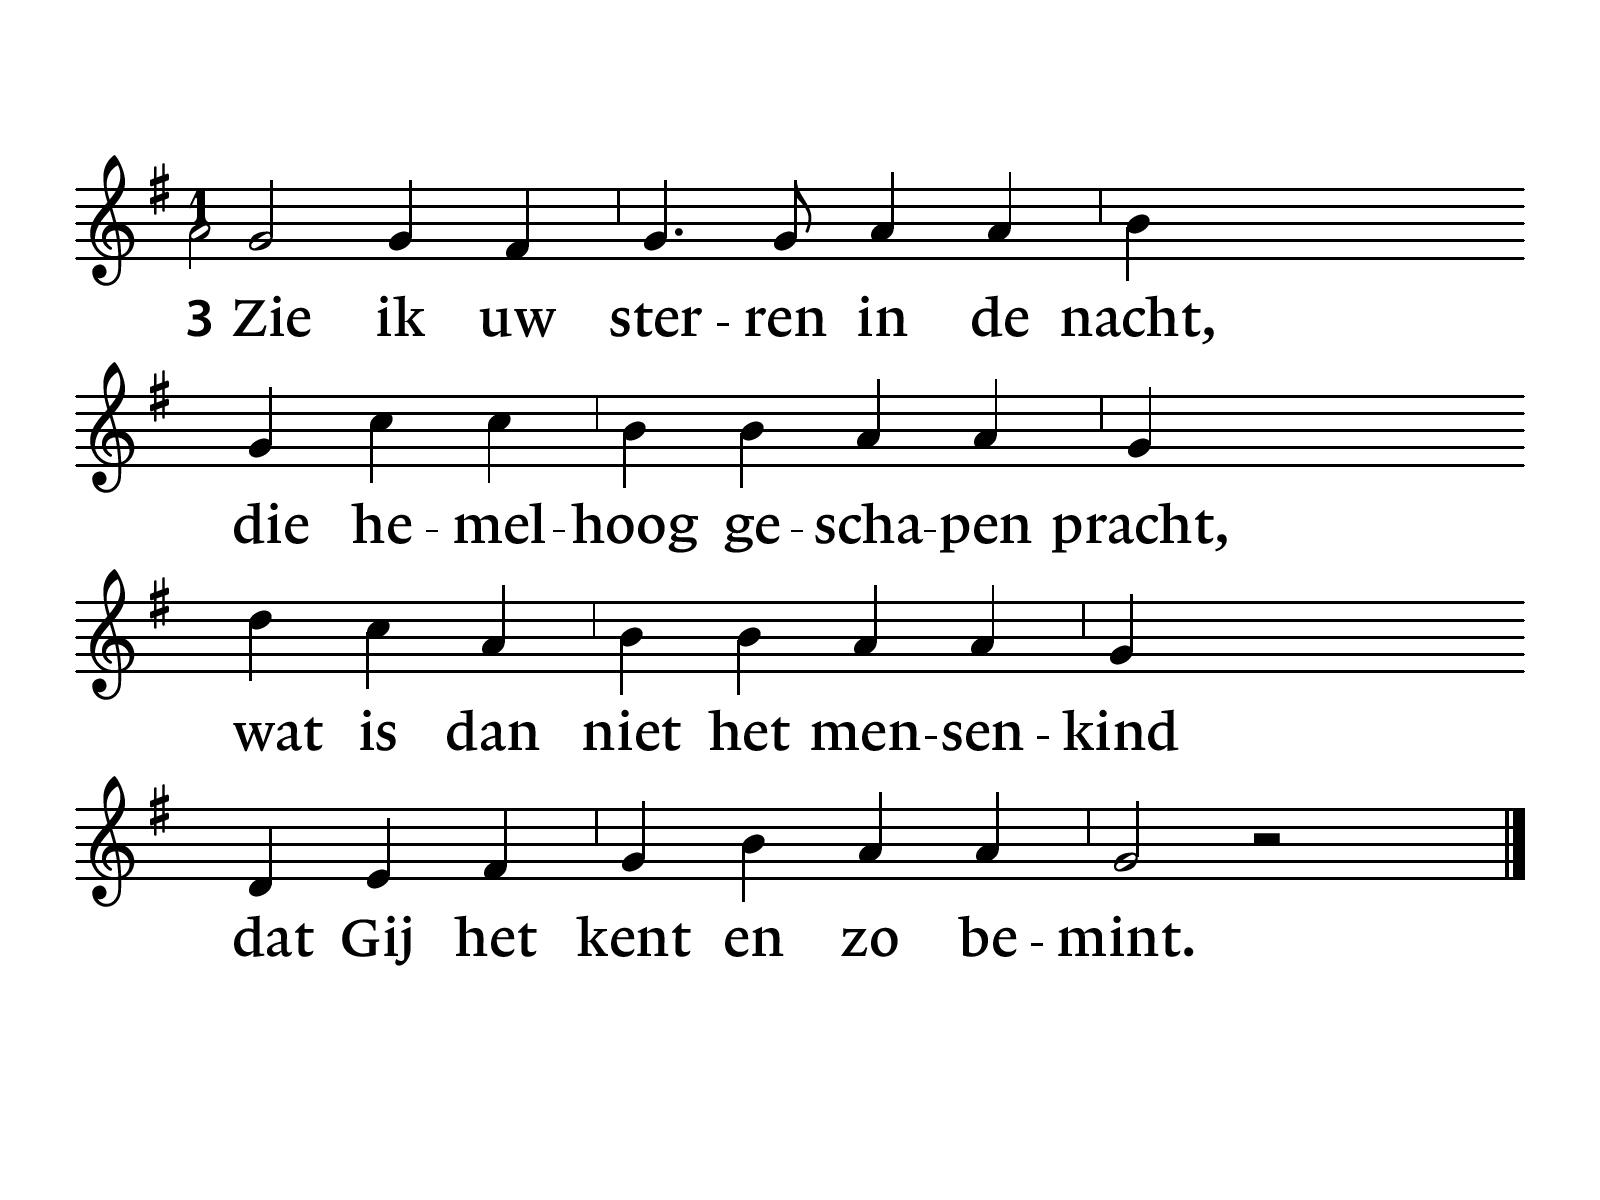 1
3 Zie ik uw ster - ren in de nacht,
die he - mel - hoog ge - scha - pen pracht,
wat is dan niet het men - sen - kind
dat Gij het kent en zo be - mint.